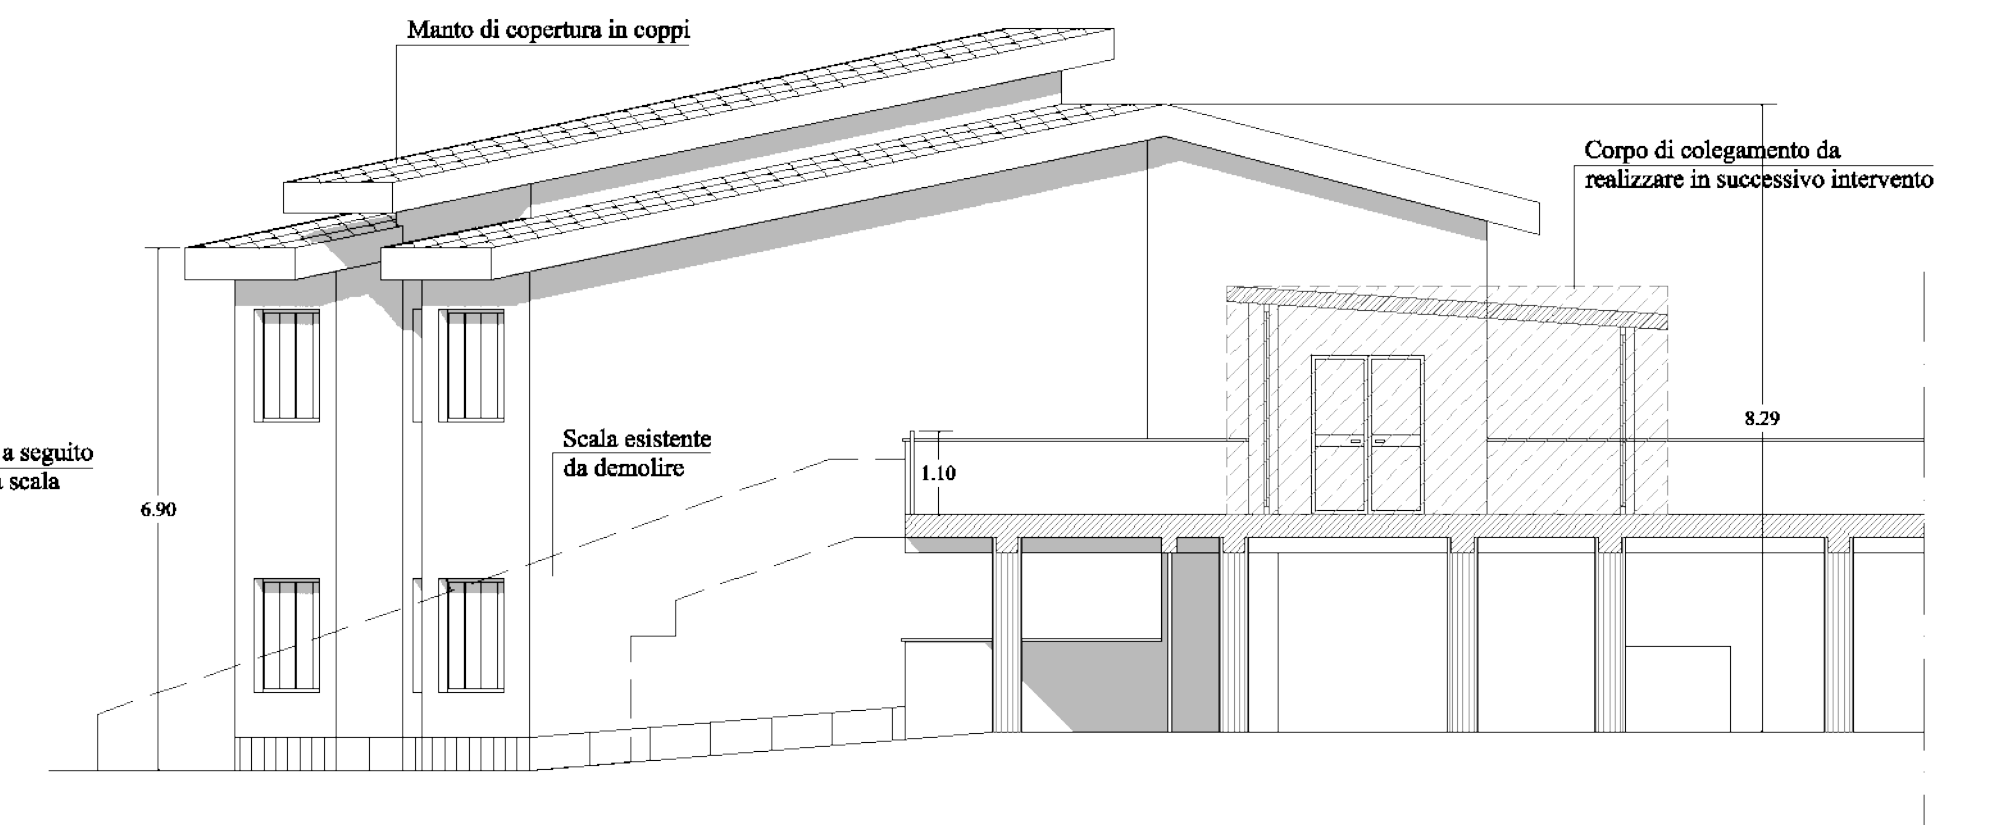 Manto di copertura in coppi
Corpo di colegamento da
realizzare in successivo intervento
8.29
Scala esistente
da demolire
1.10
a seguito
scala
6.90